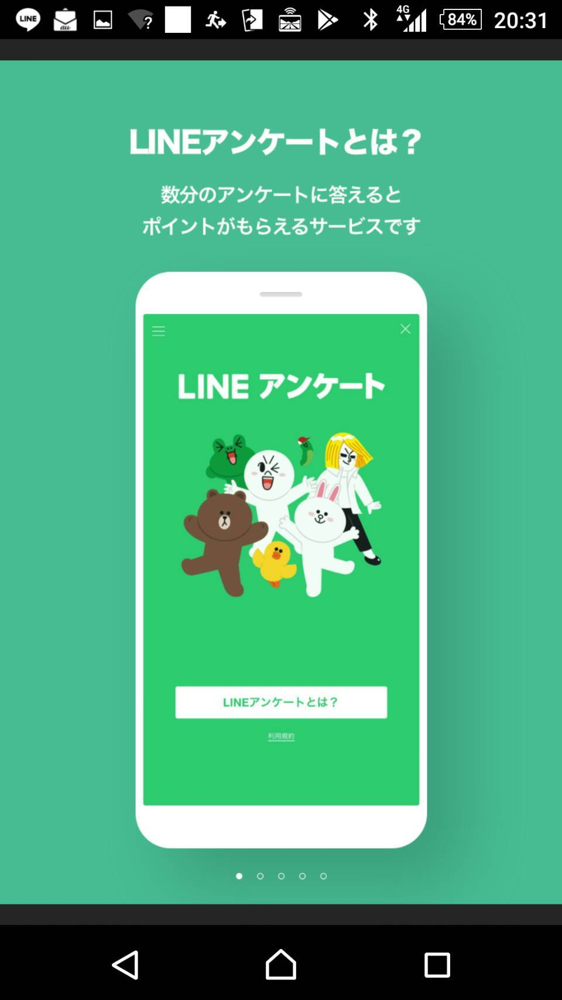 LINE
au
?
4G
84%
20:31
LINEアンケートとは？
数分のアンケートに答えると
ポイントがもらえるサービスです
LINE アンケート
LINEアンケートとは？
利用規約